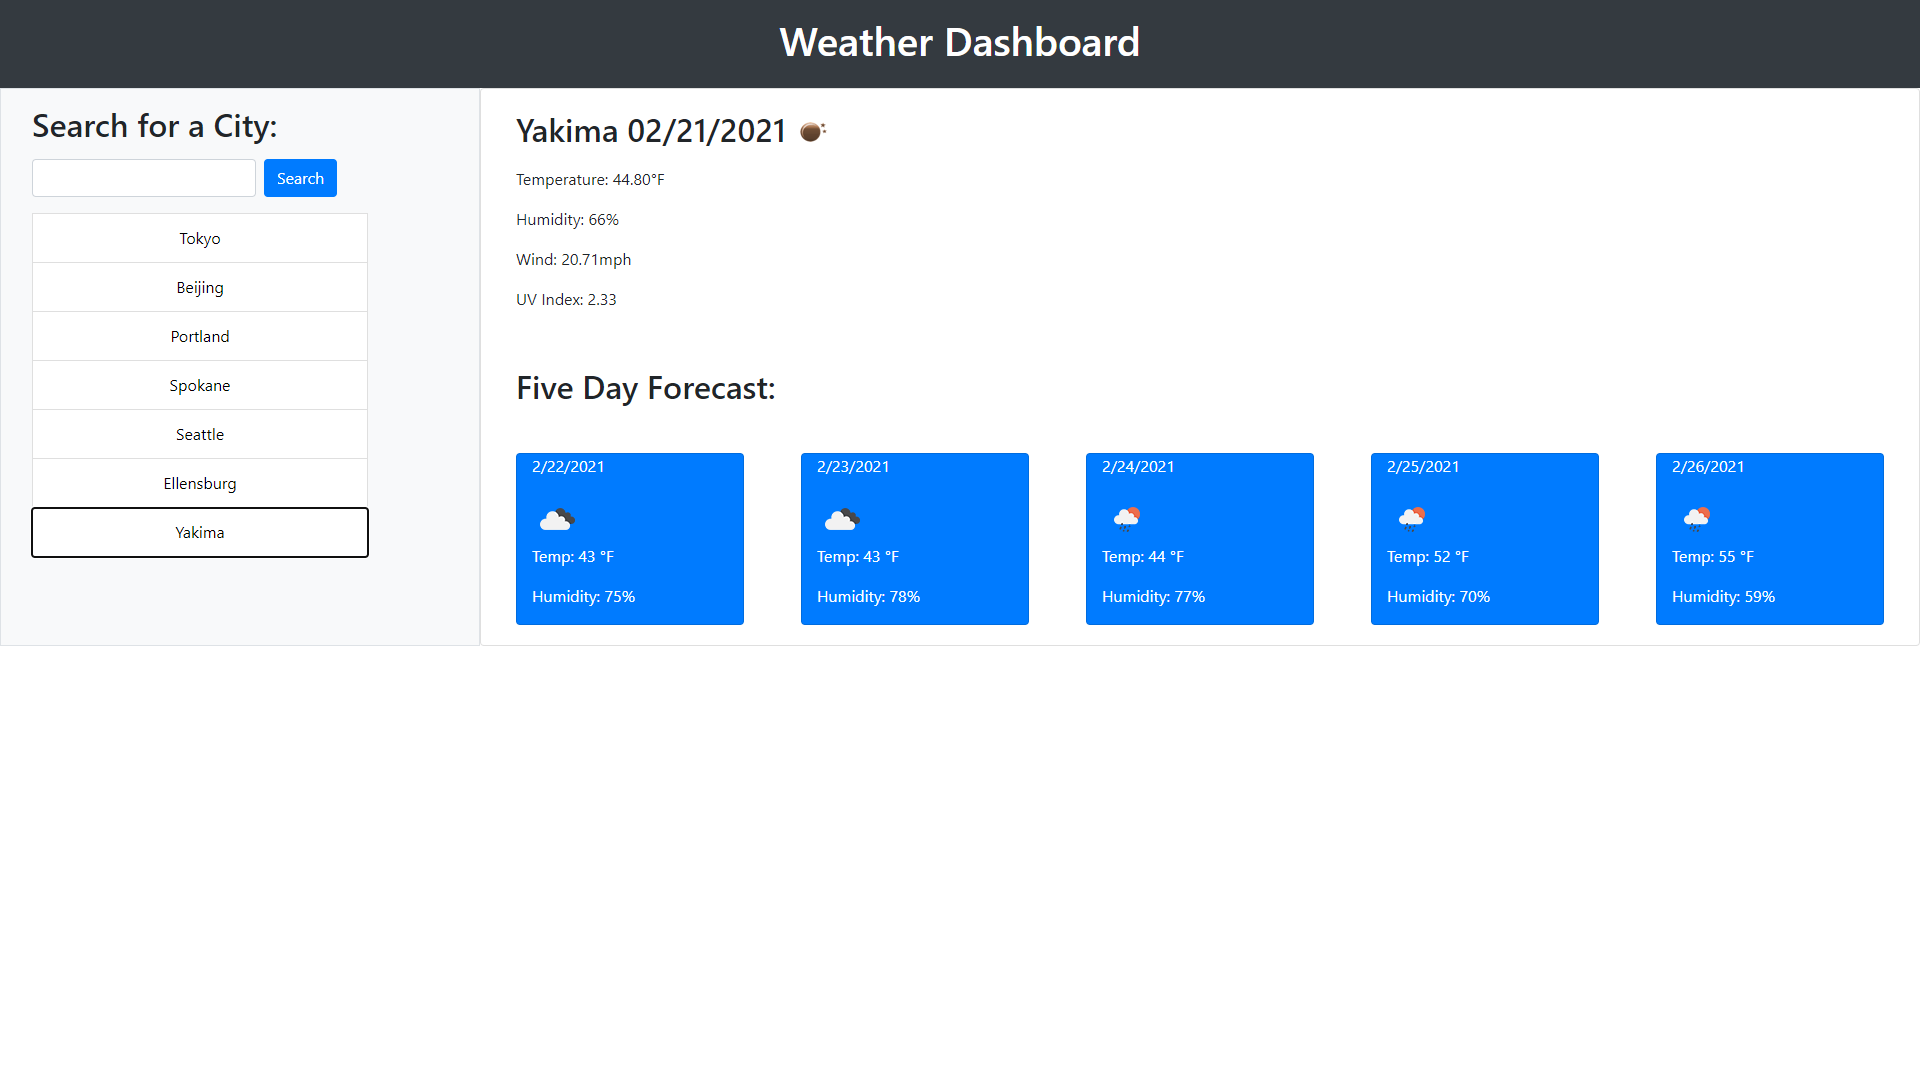 Weather Dashboard
Search for a City:
Search
Tokyo
Beijing
Portland
Spokane
Seattle
Ellensburg
Yakima
Yakima 02/21/2021
Temperature: 44.80°F
Humidity: 66%
Wind: 20.71mph
UV Index: 2.33
Five Day Forecast:
2/22/2021
Temp: 43 °F
Humidity: 75%
2/23/2021
Temp: 43 °F
Humidity: 78%
2/24/2021
Temp: 44 °F
Humidity: 77%
2/25/2021
Temp: 52 °F
Humidity: 70%
2/26/2021
Temp: 55 °F
Humidity: 59%